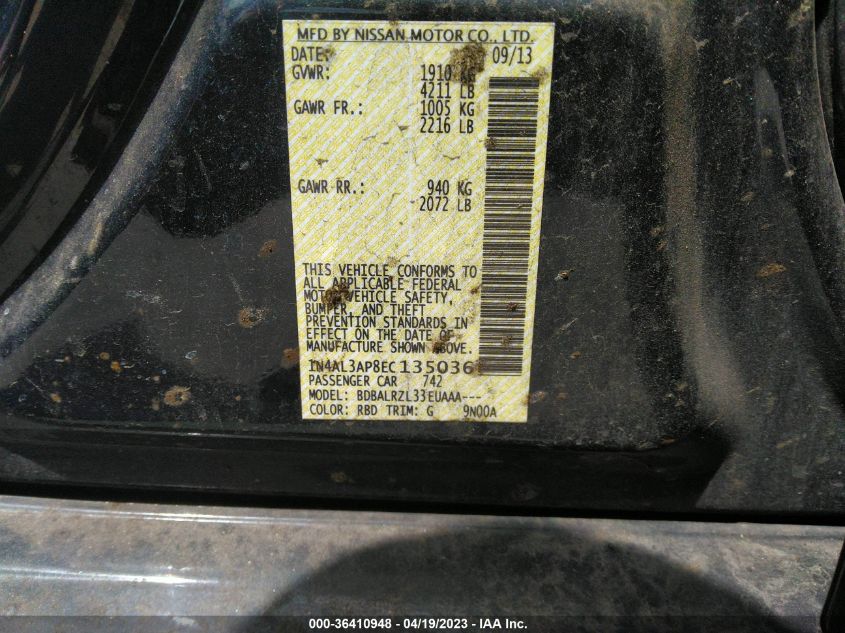 MFD BY NISSAN MOTOR CO., LTD.
DATE: 09/13
GVWR: 1910 KG
4211 LB
GAWR FR.: 1005 KG
2216 LB
GAWR RR.: 940 KG
2072 LB
THIS VEHICLE CONFORMS TO
ALL APPLICABLE FEDERAL
MOTOR VEHICLE SAFETY,
BUMPER, AND THEFT
PREVENTION STANDARDS IN
EFFECT ON THE DATE OF
MANUFACTURE SHOWN ABOVE.
1N4AL3AP8EC135036
PASSENGER CAR 742
MODEL: BDBALRZL33EUAAA---
COLOR: RBD TRIM: G 9N00A
000-36410948 - 04/19/2023 - IAA Inc.